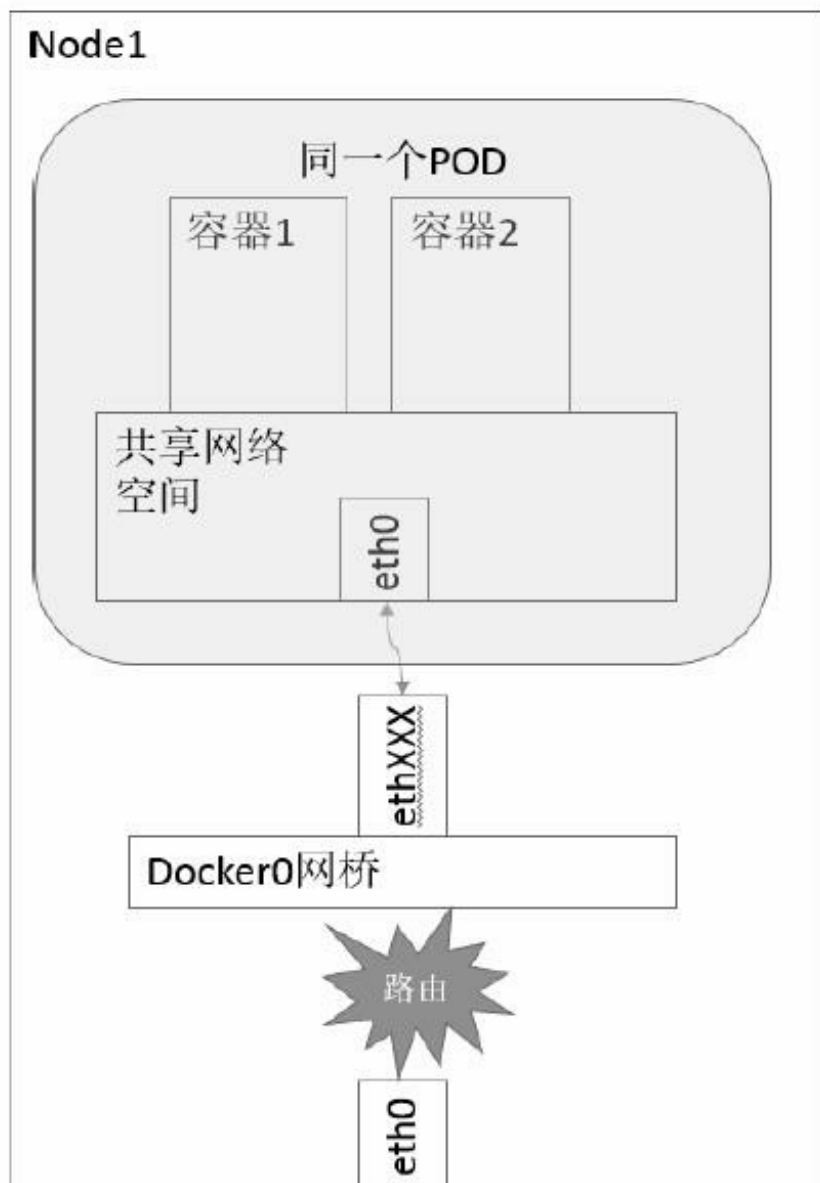 Node1
同一个POD
容器1
容器2
共享网络
空间
eth0
ethXXX
Docker0网桥
路由
eth0